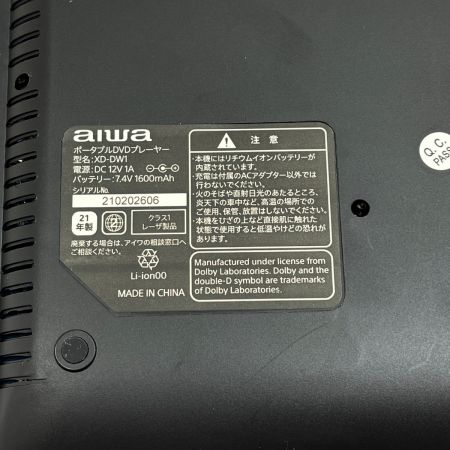 aiwa
ポータブルDVDプレーヤー
型名:XD-DW1
電源:DC 12V 1A
バッテリー:7.4V 1600mAh
シリアルNo.
210202606
21
年製
クラス1
レーザ製品
廃棄する場合は、アイワの相談窓口へ
ご相談ください。
Li-ion00
MADE IN CHINA
注 意
・本機にはリチウムイオンバッテリーが
内蔵されています。
・充電は付属のACアダプター以外では
行わないでください。
・火のそばや直射日光のあたるところ、
炎天下の車中など、高温の場所での
ご使用、保管、放置はしないでください。
・本機をひざの上など直接肌に触れた
状態で使用すると低温やけどの恐れが
あります。
Manufactured under license from
Dolby Laboratories. Dolby and the
double-D symbol are trademarks
of Dolby Laboratories.
Q.C.
PASS